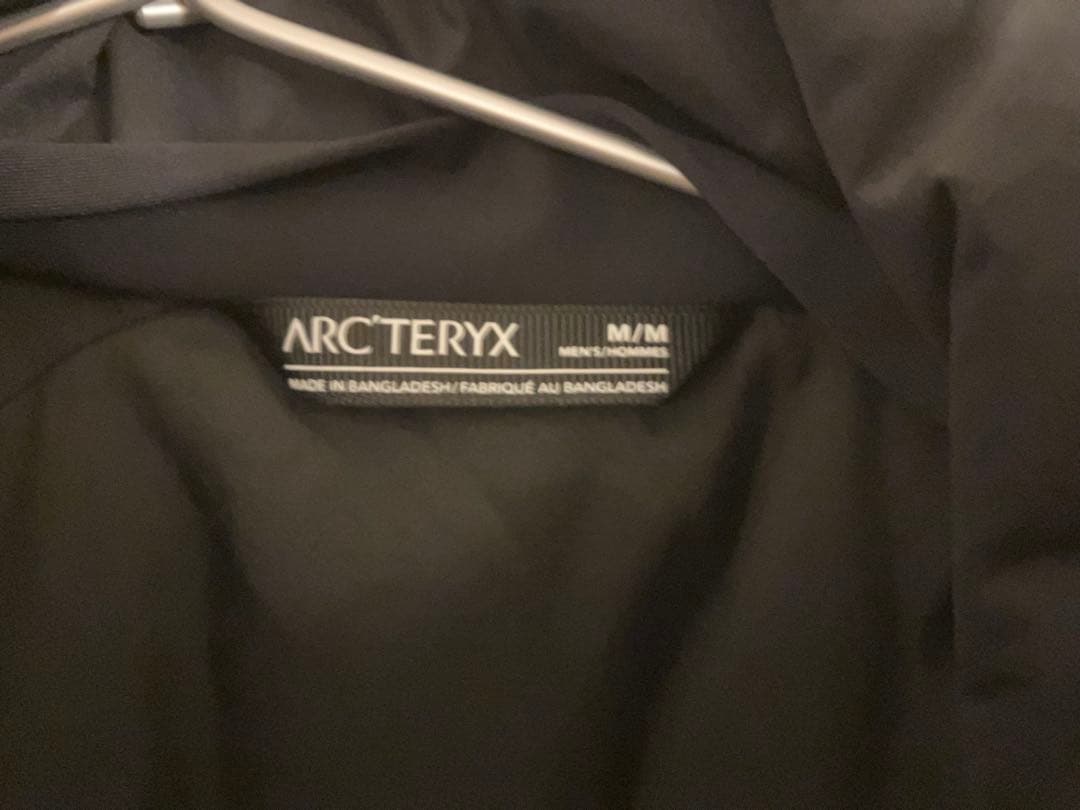 ARC'TERYX
M/M
MEN'S/HOMMES
MADE IN BANGLADESH/FABRIQUÉ AU BANGLADESH